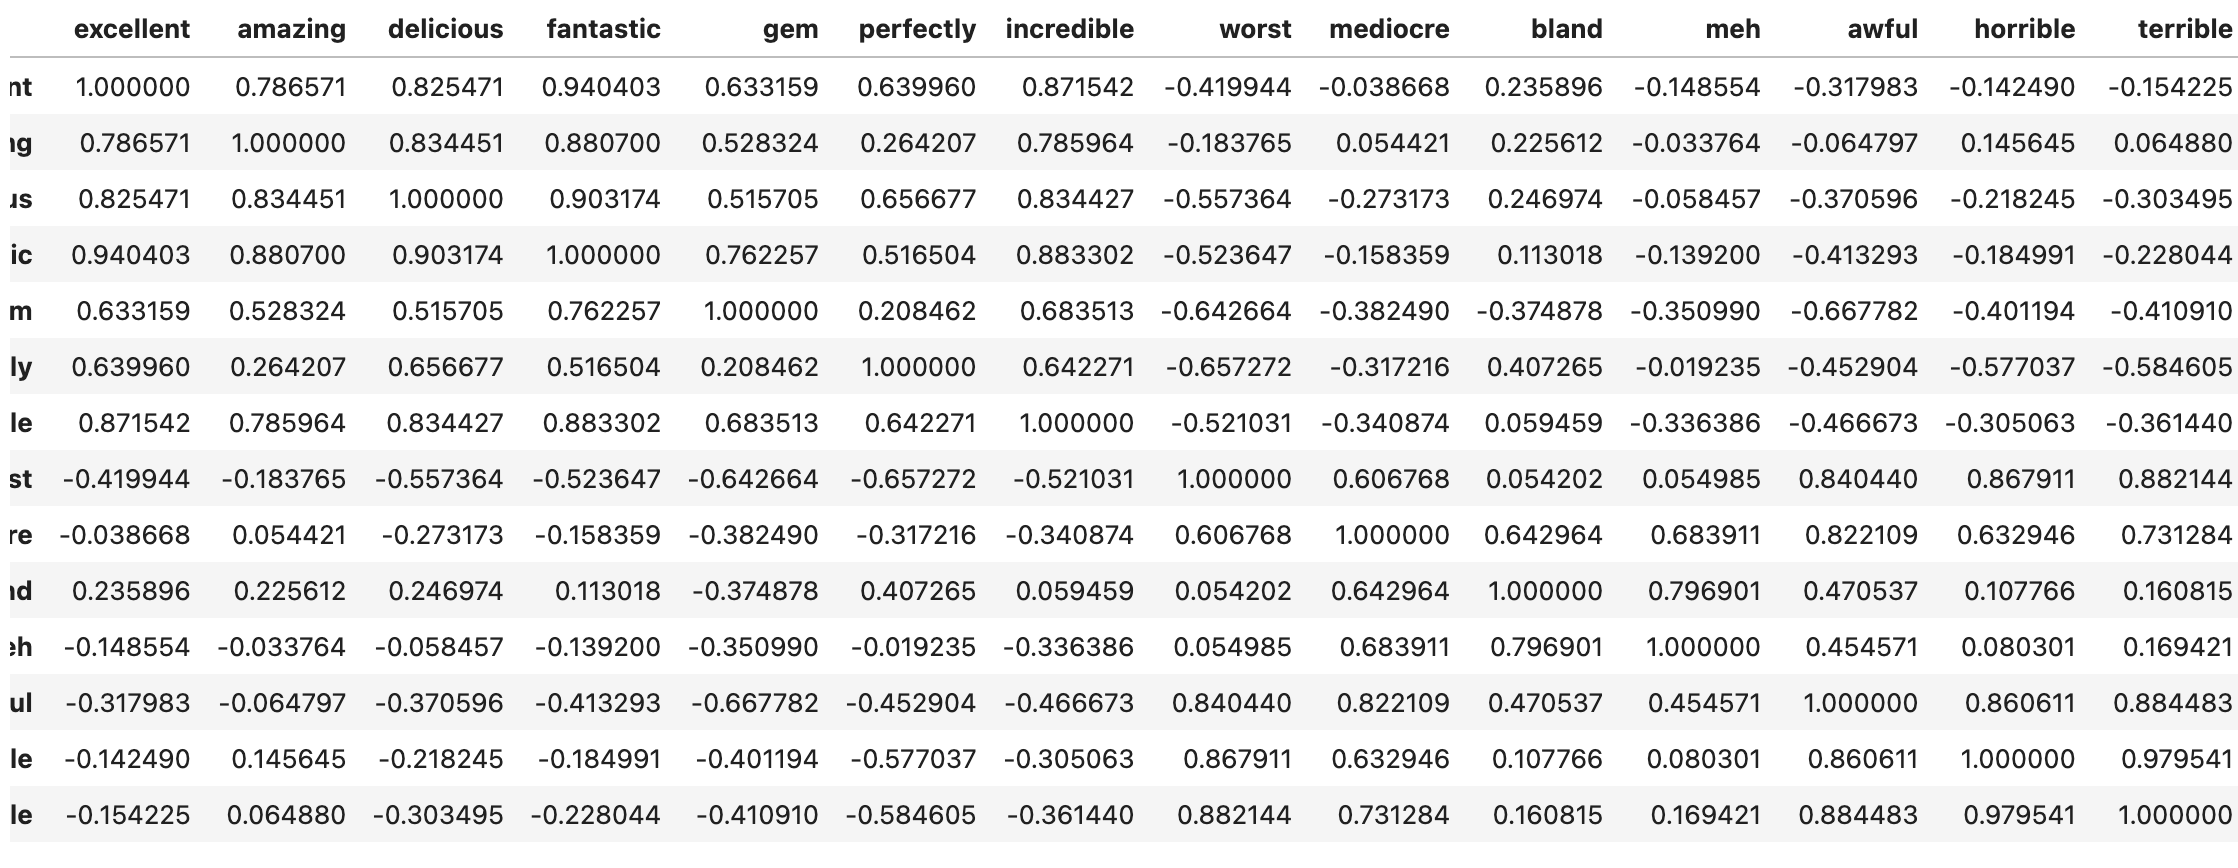 excellent amazing delicious fantastic gem perfectly incredible worst mediocre bland meh awful horrible terrible
nt 1.000000 0.786571 0.825471 0.940403 0.633159 0.639960 0.871542 -0.419944 -0.038668 0.235896 -0.148554 -0.317983 -0.142490 -0.154225
ng 0.786571 1.000000 0.834451 0.880700 0.528324 0.264207 0.785964 -0.183765 0.054421 0.225612 -0.033764 -0.064797 0.145645 0.064880
us 0.825471 0.834451 1.000000 0.903174 0.515705 0.656677 0.834427 -0.557364 -0.273173 0.246974 -0.058457 -0.370596 -0.218245 -0.303495
ic 0.940403 0.880700 0.903174 1.000000 0.762257 0.516504 0.883302 -0.523647 -0.158359 0.113018 -0.139200 -0.413293 -0.184991 -0.228044
m 0.633159 0.528324 0.515705 0.762257 1.000000 0.208462 0.683513 -0.642664 -0.382490 -0.374878 -0.350990 -0.667782 -0.401194 -0.410910
ly 0.639960 0.264207 0.656677 0.516504 0.208462 1.000000 0.642271 -0.657272 -0.317216 0.407265 -0.019235 -0.452904 -0.577037 -0.584605
le 0.871542 0.785964 0.834427 0.883302 0.683513 0.642271 1.000000 -0.521031 -0.340874 0.059459 -0.336386 -0.466673 -0.305063 -0.361440
st -0.419944 -0.183765 -0.557364 -0.523647 -0.642664 -0.657272 -0.521031 1.000000 0.606768 0.054202 0.054985 0.840440 0.867911 0.882144
re -0.038668 0.054421 -0.273173 -0.158359 -0.382490 -0.317216 -0.340874 0.606768 1.000000 0.642964 0.683911 0.822109 0.632946 0.731284
nd 0.235896 0.225612 0.246974 0.113018 -0.374878 0.407265 0.059459 0.054202 0.642964 1.000000 0.796901 0.470537 0.107766 0.160815
eh -0.148554 -0.033764 -0.058457 -0.139200 -0.350990 -0.019235 -0.336386 0.054985 0.683911 0.796901 1.000000 0.454571 0.080301 0.169421
ul -0.317983 -0.064797 -0.370596 -0.413293 -0.667782 -0.452904 -0.466673 0.840440 0.822109 0.470537 0.454571 1.000000 0.860611 0.884483
le -0.142490 0.145645 -0.218245 -0.184991 -0.401194 -0.577037 -0.305063 0.867911 0.632946 0.107766 0.080301 0.860611 1.000000 0.979541
le -0.154225 0.064880 -0.303495 -0.228044 -0.410910 -0.584605 -0.361440 0.882144 0.731284 0.160815 0.169421 0.884483 0.979541 1.000000